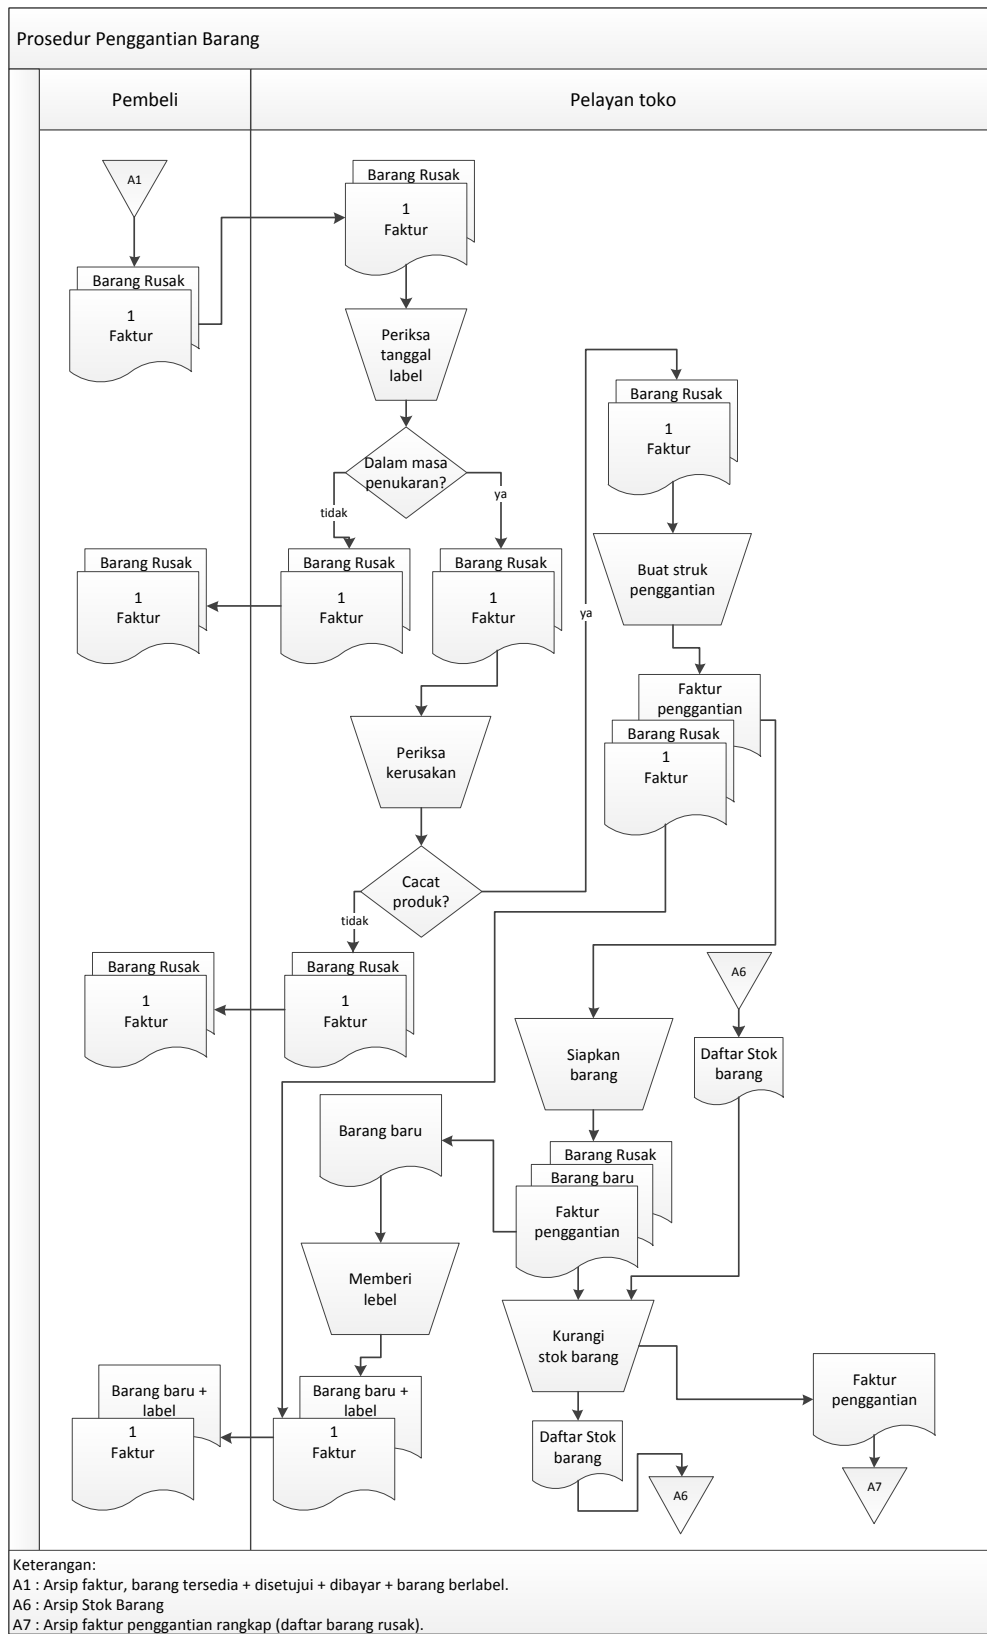 Prosedur Penggantian Barang
Pembeli
Pelayan toko
A1
Barang Rusak
1
Faktur
Barang Rusak
1
Faktur
Periksa
tanggal
label
Dalam masa
penukaran?
tidak
ya
Barang Rusak
1
Faktur
Barang Rusak
1
Faktur
Barang Rusak
1
Faktur
Periksa
kerusakan
Cacat
produk?
tidak
ya
Barang Rusak
1
Faktur
Barang Rusak
1
Faktur
Barang Rusak
1
Faktur
Buat struk
penggantian
Faktur
penggantian
Barang Rusak
1
Faktur
Siapkan
barang
A6
Daftar Stok
barang
Barang Rusak
Barang baru
Faktur
penggantian
Barang baru
Memberi
lebel
Barang baru +
label
1
Faktur
Barang baru +
label
1
Faktur
Kurangi
stok barang
Daftar Stok
barang
A6
Faktur
penggantian
A7
Keterangan:
A1 : Arsip faktur, barang tersedia + disetujui + dibayar + barang berlabel.
A6 : Arsip Stok Barang
A7 : Arsip faktur penggantian rangkap (daftar barang rusak).